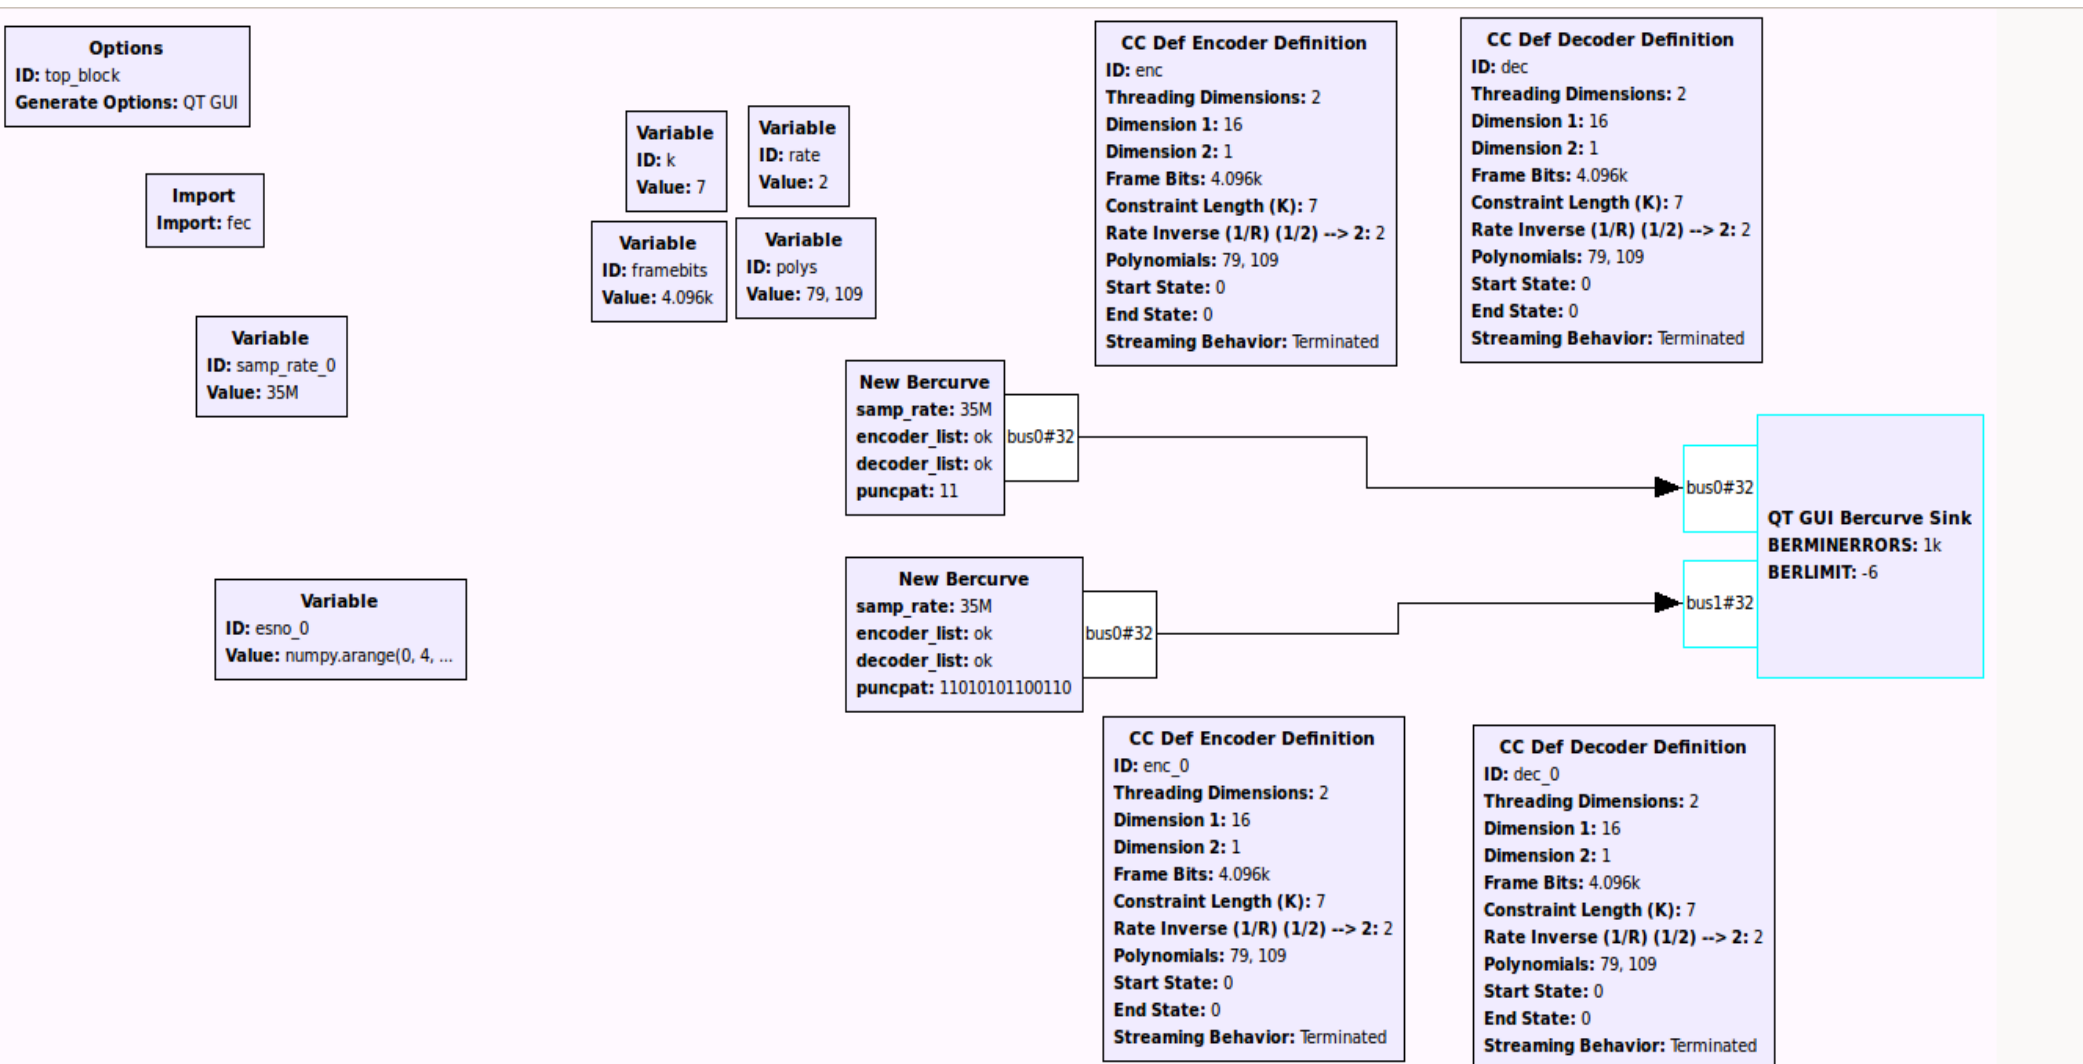 Options
ID: top_block
Generate Options: QT GUI
Import
Import: fec
Variable
ID: samp_rate_0
Value: 35M
Variable
ID: esno_0
Value: numpy.arange(0, 4, ...
Variable
ID: k
Value: 7
Variable
ID: rate
Value: 2
Variable
ID: framebits
Value: 4.096k
Variable
ID: polys
Value: 79, 109
CC Def Encoder Definition
ID: enc
Threading Dimensions: 2
Dimension 1: 16
Dimension 2: 1
Frame Bits: 4.096k
Constraint Length (K): 7
Rate Inverse (1/R) (1/2) --> 2: 2
Polynomials: 79, 109
Start State: 0
End State: 0
Streaming Behavior: Terminated
CC Def Decoder Definition
ID: dec
Threading Dimensions: 2
Dimension 1: 16
Dimension 2: 1
Frame Bits: 4.096k
Constraint Length (K): 7
Rate Inverse (1/R) (1/2) --> 2: 2
Polynomials: 79, 109
Start State: 0
End State: 0
Streaming Behavior: Terminated
New Bercurve
samp_rate: 35M
encoder_list: ok
decoder_list: ok
puncpat: 11
bus0#32
New Bercurve
samp_rate: 35M
encoder_list: ok
decoder_list: ok
puncpat: 11010101100110
bus0#32
bus0#32
bus1#32
QT GUI Bercurve Sink
BERMINERRORS: 1k
BERLIMIT: -6
CC Def Encoder Definition
ID: enc_0
Threading Dimensions: 2
Dimension 1: 16
Dimension 2: 1
Frame Bits: 4.096k
Constraint Length (K): 7
Rate Inverse (1/R) (1/2) --> 2: 2
Polynomials: 79, 109
Start State: 0
End State: 0
Streaming Behavior: Terminated
CC Def Decoder Definition
ID: dec_0
Threading Dimensions: 2
Dimension 1: 16
Dimension 2: 1
Frame Bits: 4.096k
Constraint Length (K): 7
Rate Inverse (1/R) (1/2) --> 2: 2
Polynomials: 79, 109
Start State: 0
End State: 0
Streaming Behavior: Terminated